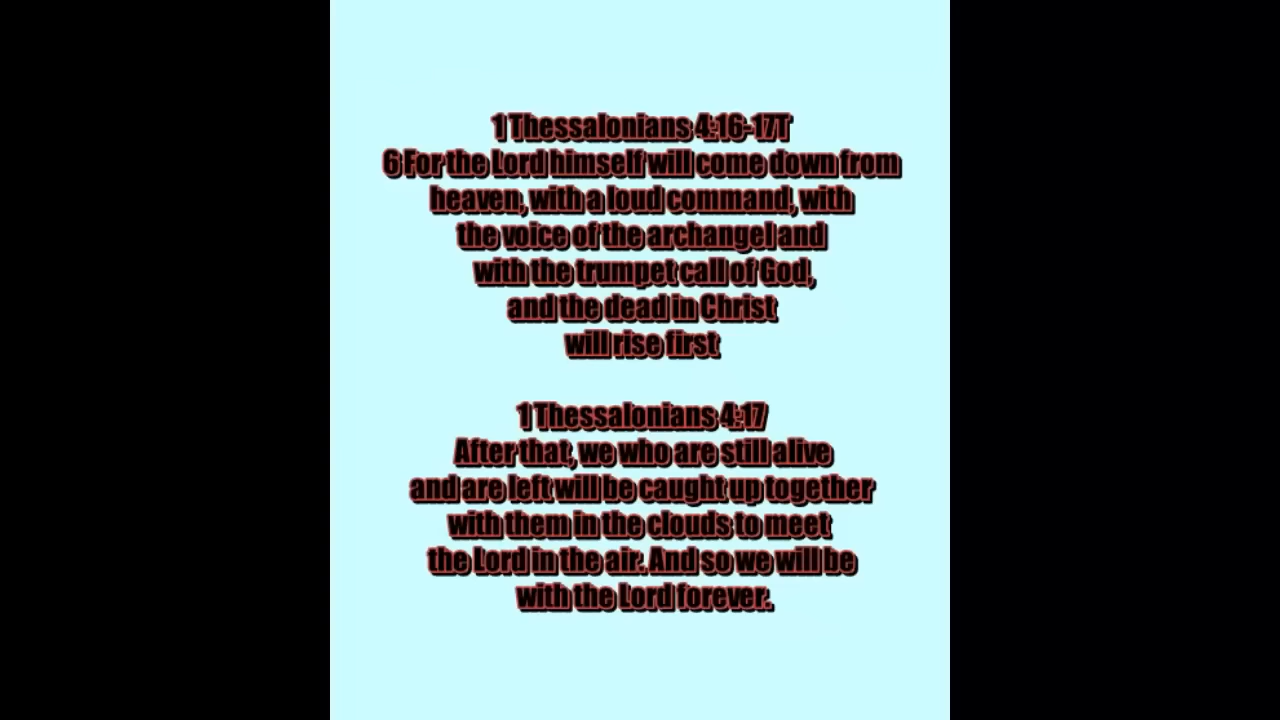 1 Thessalonians 4:16-17T
6 For the Lord himself will come down from
heaven, with a loud command, with
the voice of the archangel and
with the trumpet call of God,
and the dead in Christ
will rise first
1 Thessalonians 4:17
After that, we who are still alive
and are left will be caught up together
with them in the clouds to meet
the Lord in the air. And so we will be
with the Lord forever.